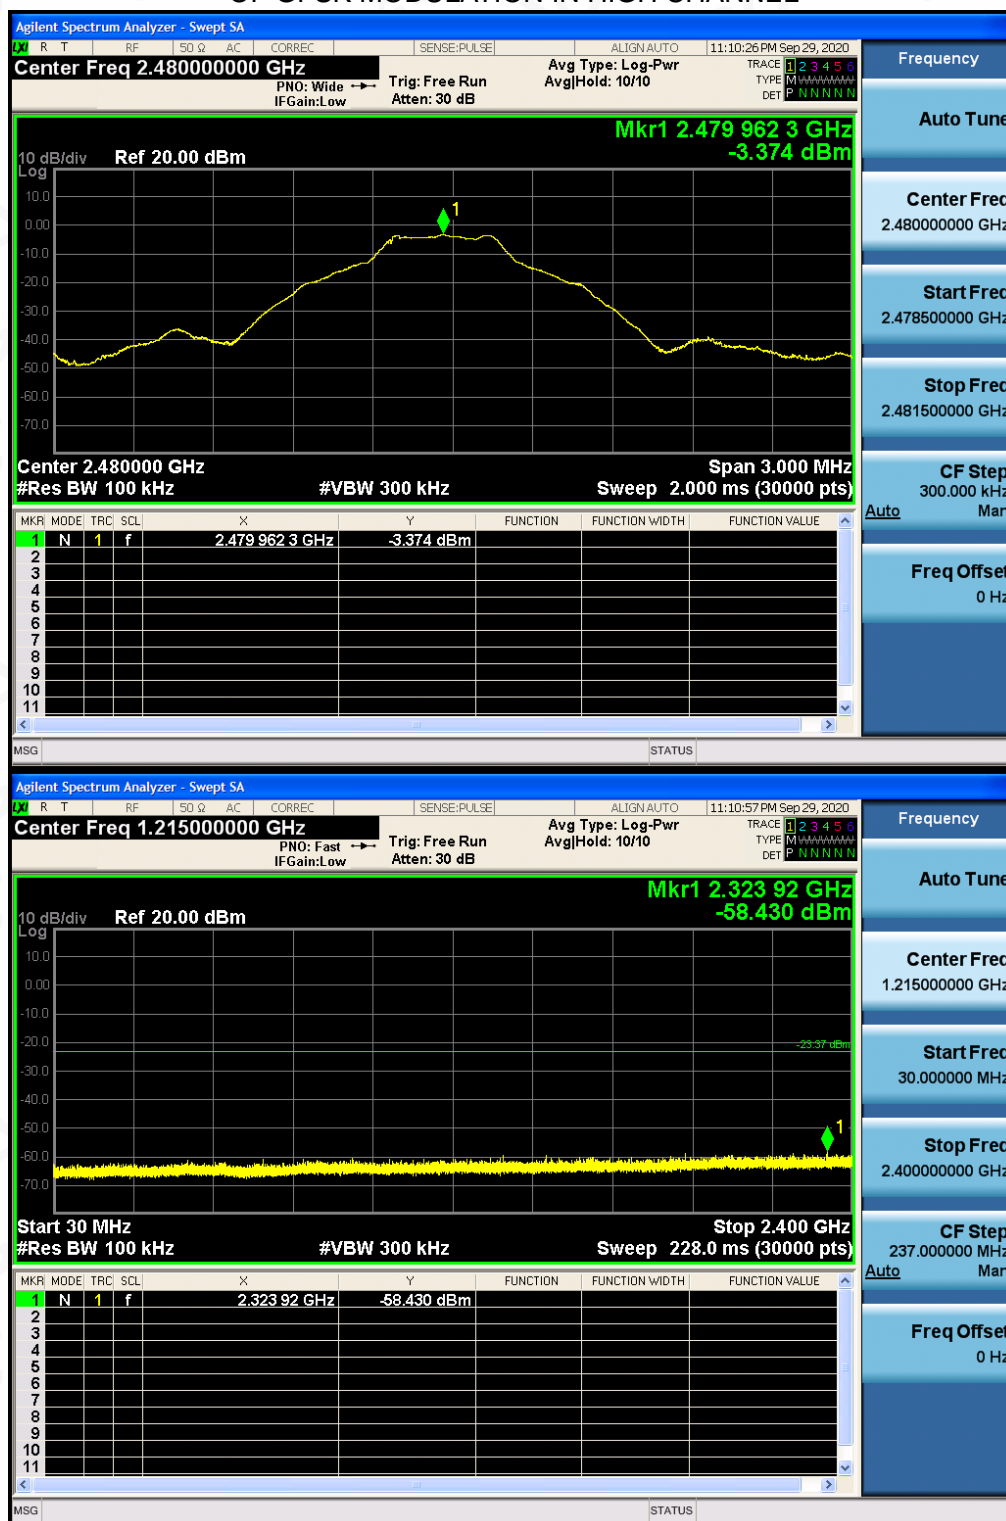 OF GFSK MODULATION IN HIGH CHANNEL
Agilent Spectrum Analyzer - Swept SA
LXI R T RF 50 Ω AC CORREC SENSE:PULSE ALIGN AUTO 11:10:26 PM Sep 29, 2020
Center Freq 2.480000000 GHz
PNO: Wide
IFGain:Low
Trig: Free Run
Atten: 30 dB
Avg Type: Log-Pwr
Avg|Hold: 10/10
TRACE 1 2 3 4 5 6
TYPE M
DET P N N N N N
Mkr1 2.479 962 3 GHz
-3.374 dBm
10 dB/div Ref 20.00 dBm
Log
10.0
0.00
-10.0
-20.0
-30.0
-40.0
-50.0
-60.0
-70.0
1
Center 2.480000 GHz Span 3.000 MHz
#Res BW 100 kHz #VBW 300 kHz Sweep 2.000 ms (30000 pts)
MKR MODE TRC SCL X Y FUNCTION FUNCTION WIDTH FUNCTION VALUE
1 N 1 f 2.479 962 3 GHz -3.374 dBm
2
3
4
5
6
7
8
9
10
11
MSG STATUS
Frequency
Auto Tune
Center Freq
2.480000000 GHz
Start Freq
2.478500000 GHz
Stop Freq
2.481500000 GHz
CF Step
300.000 kHz
Auto Man
Freq Offset
0 Hz
Agilent Spectrum Analyzer - Swept SA
LXI R T RF 50 Ω AC CORREC SENSE:PULSE ALIGN AUTO 11:10:57 PM Sep 29, 2020
Center Freq 1.215000000 GHz
PNO: Fast
IFGain:Low
Trig: Free Run
Atten: 30 dB
Avg Type: Log-Pwr
Avg|Hold: 10/10
TRACE 1 2 3 4 5 6
TYPE M
DET P N N N N N
Mkr1 2.323 92 GHz
-58.430 dBm
10 dB/div Ref 20.00 dBm
Log
10.0
0.00
-10.0
-20.0
-30.0
-40.0
-50.0
-60.0
-70.0
-23.37 dBm
1
Start 30 MHz Stop 2.400 GHz
#Res BW 100 kHz #VBW 300 kHz Sweep 228.0 ms (30000 pts)
MKR MODE TRC SCL X Y FUNCTION FUNCTION WIDTH FUNCTION VALUE
1 N 1 f 2.323 92 GHz -58.430 dBm
2
3
4
5
6
7
8
9
10
11
MSG STATUS
Frequency
Auto Tune
Center Freq
1.215000000 GHz
Start Freq
30.000000 MHz
Stop Freq
2.400000000 GHz
CF Step
237.000000 MHz
Auto Man
Freq Offset
0 Hz